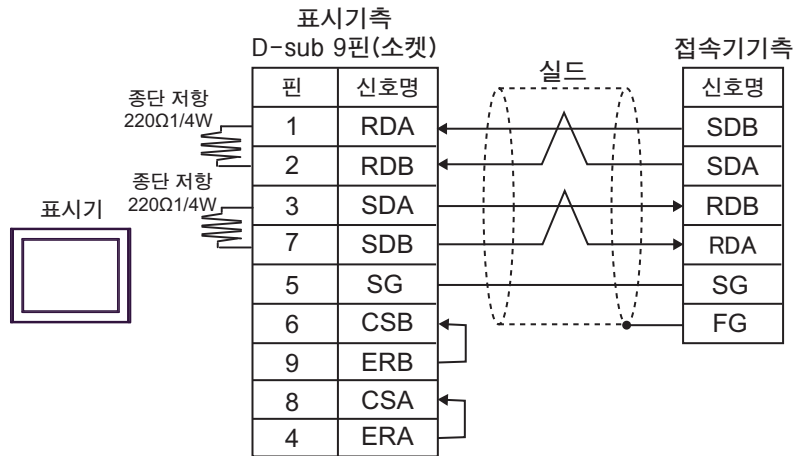 표시기측
D-sub 9핀(소켓)
접속기기측
실드
종단 저항
220Ω1/4W
종단 저항
220Ω1/4W
표시기
핀 신호명
1 RDA
2 RDB
3 SDA
7 SDB
5 SG
6 CSB
9 ERB
8 CSA
4 ERA
신호명
SDB
SDA
RDB
RDA
SG
FG